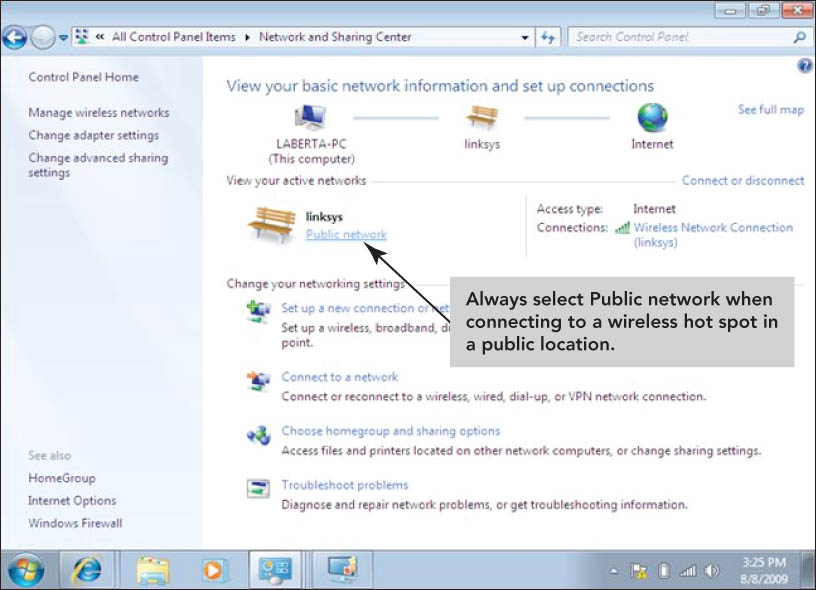 « All Control Panel Items ▸ Network and Sharing Center
Search Control Panel
Control Panel Home
Manage wireless networks
Change adapter settings
Change advanced sharing
settings
View your basic network information and set up connections
See full map
LABERTA-PC
(This computer)
linksys
Internet
View your active networks
Connect or disconnect
linksys
Public network
Access type: Internet
Connections: Wireless Network Connection
(linksys)
Always select Public network when
connecting to a wireless hot spot in
a public location.
Change your networking settings
Set up a new connection or
Set up a wireless, broadband,
point.
Connect to a network
Connect or reconnect to a wireless, wired, dial-up, or VPN network connection.
Choose homegroup and sharing options
Access files and printers located on other network computers, or change sharing settings.
Troubleshoot problems
Diagnose and repair network problems, or get troubleshooting information.
See also
HomeGroup
Internet Options
Windows Firewall
3:25 PM
8/8/2009